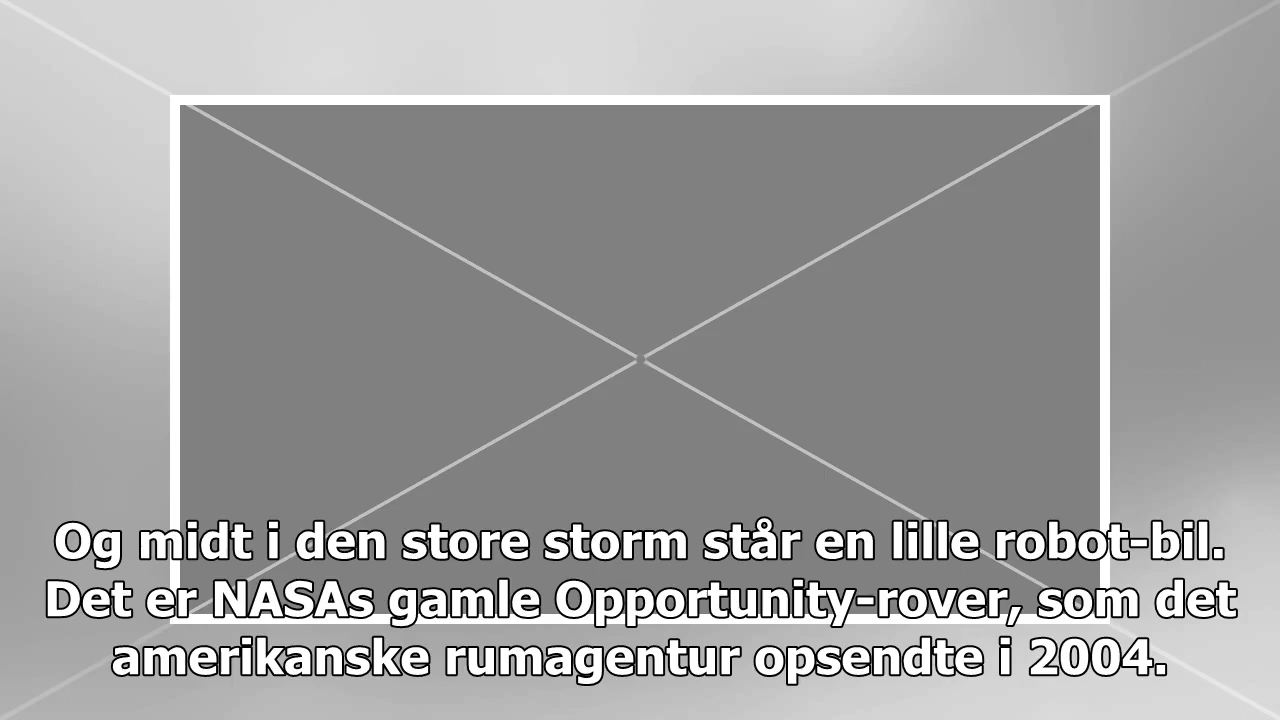 Og midt i den store storm står en lille robot-bil.
Det er NASAs gamle Opportunity-rover, som det
amerikanske rumagentur opsendte i 2004.